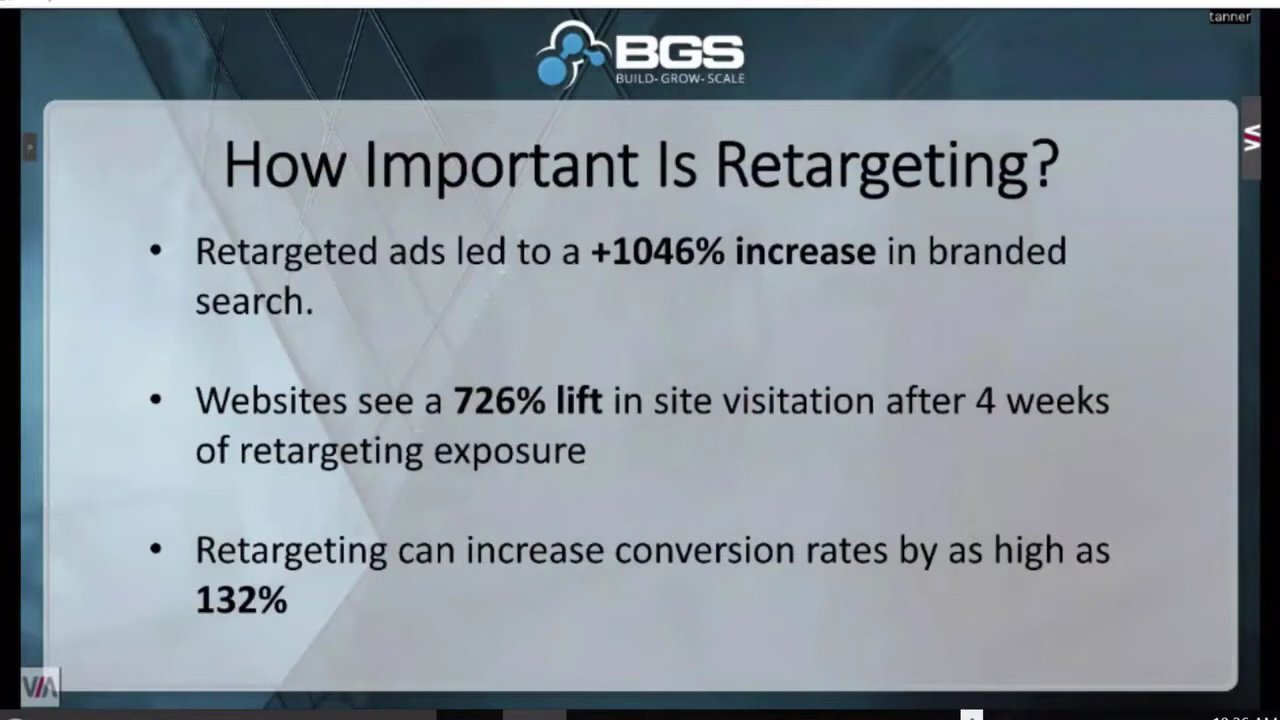 tanner
BGS
BUILD-GROW-SCALE
How Important Is Retargeting?
• Retargeted ads led to a +1046% increase in branded
search.
• Websites see a 726% lift in site visitation after 4 weeks
of retargeting exposure
• Retargeting can increase conversion rates by as high as
132%
VIA